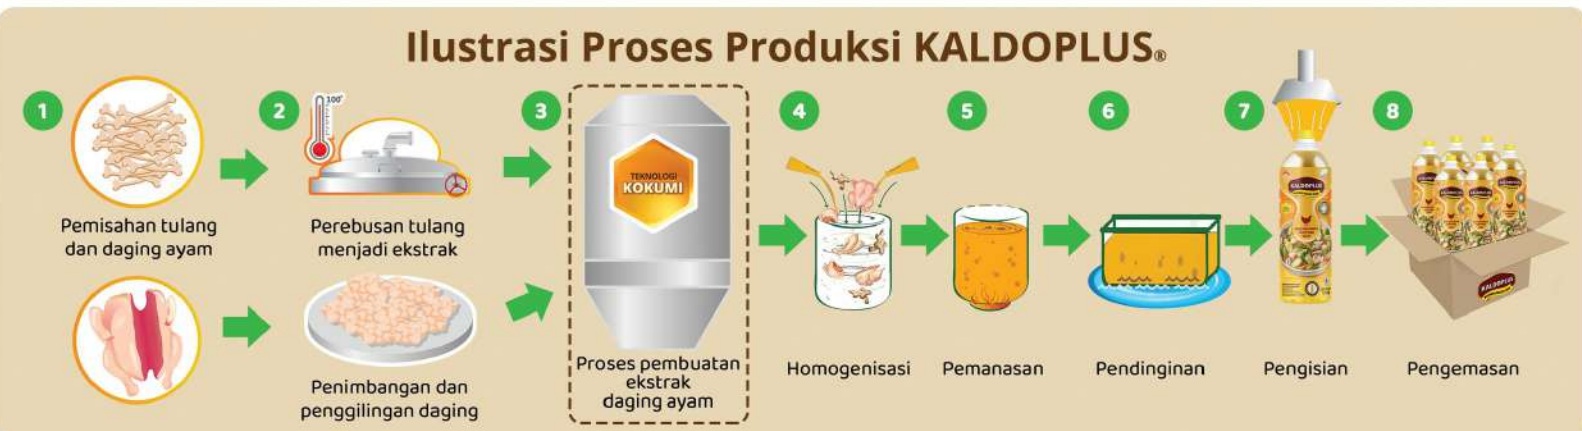 Ilustrasi Proses Produksi KALDOPLUS®
1
Pemisahan tulang
dan daging ayam
2
100°
Perebusan tulang
menjadi ekstrak
Penimbangan dan
penggilingan daging
3
TEKNOLOGI
KOKUMI
Proses pembuatan
ekstrak
daging ayam
4
Homogenisasi
5
Pemanasan
6
Pendinginan
7
KALDOPLUS
Pengisian
8
KALDOPLUS
Pengemasan